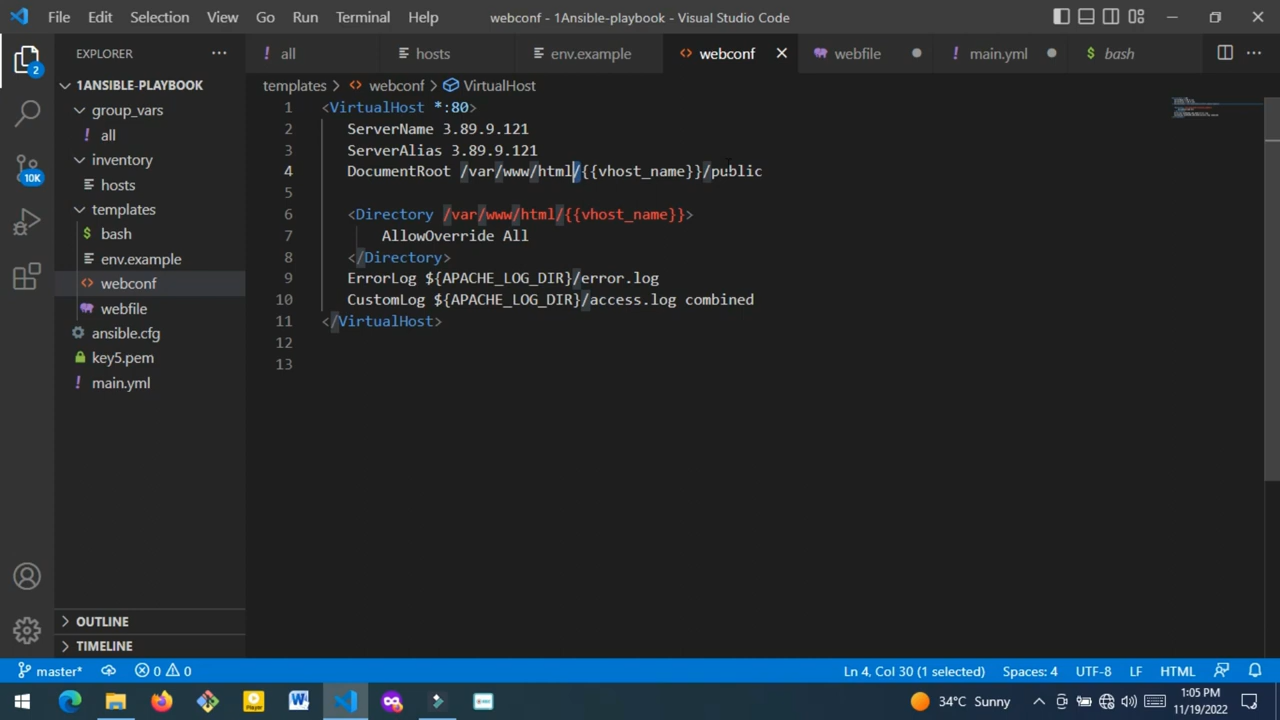 File Edit Selection View Go Run Terminal Help webconf - 1Ansible-playbook - Visual Studio Code
EXPLORER
all hosts env.example webconf webfile main.yml bash
templates webconf VirtualHost
2
10K
1ANSIBLE-PLAYBOOK
group_vars
all
inventory
hosts
templates
bash
env.example
webconf
webfile
ansible.cfg
key5.pem
main.yml
OUTLINE
TIMELINE
1 <VirtualHost *:80>
2 ServerName 3.89.9.121
3 ServerAlias 3.89.9.121
4 DocumentRoot /var/www/html/{{vhost_name}}/public
5
6 <Directory /var/www/html/{{vhost_name}}>
7 AllowOverride All
8 </Directory>
9 ErrorLog ${APACHE_LOG_DIR}/error.log
10 CustomLog ${APACHE_LOG_DIR}/access.log combined
11 </VirtualHost>
12
13
master* 0 0 Ln 4, Col 30 (1 selected) Spaces: 4 UTF-8 LF HTML
34°C Sunny 1:05 PM
11/19/2022